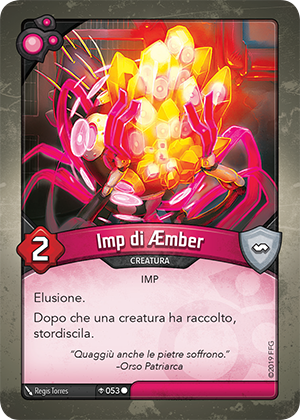 Imp di Æmber
2
CREATURA
IMP
Elusione.
Dopo che una creatura ha raccolto,
stordiscila.
“Quaggiù anche le pietre soffrono.”
–Orso Patriarca
Regis Torres
053
©2019 FFG